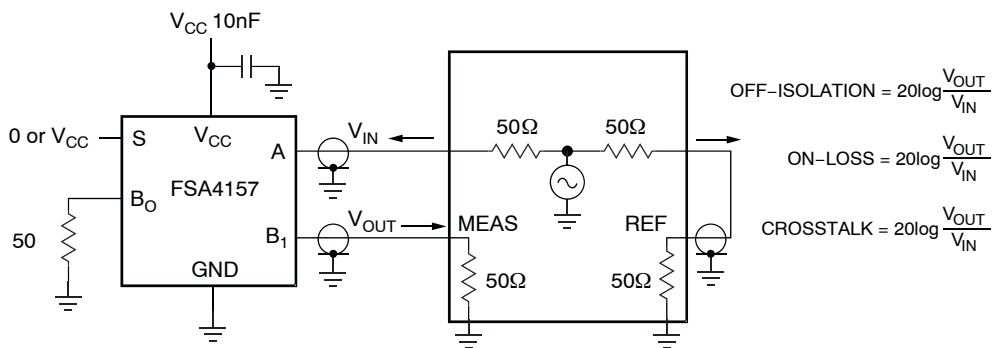 V_CC 10nF
0 or V_CC
S
V_CC
A
FSA4157
B_O
B_1
GND
50
V_IN
V_OUT
50Ω
50Ω
MEAS
REF
50Ω
50Ω
OFF−ISOLATION = 20log V_OUT / V_IN
ON−LOSS = 20log V_OUT / V_IN
CROSSTALK = 20log V_OUT / V_IN